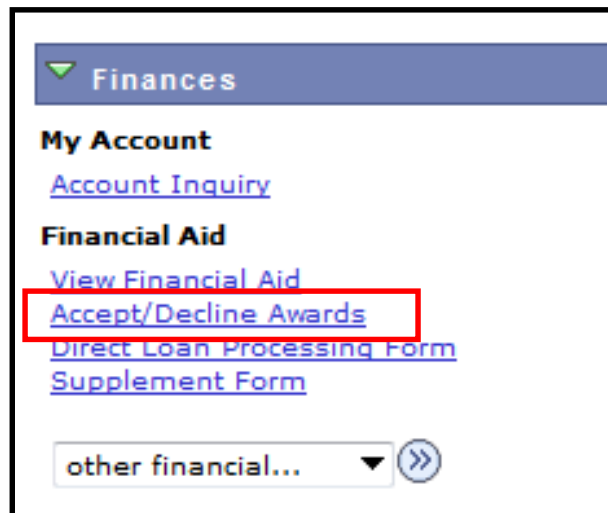 Finances
My Account
Account Inquiry
Financial Aid
View Financial Aid
Accept/Decline Awards
Direct Loan Processing Form
Supplement Form
other financial...